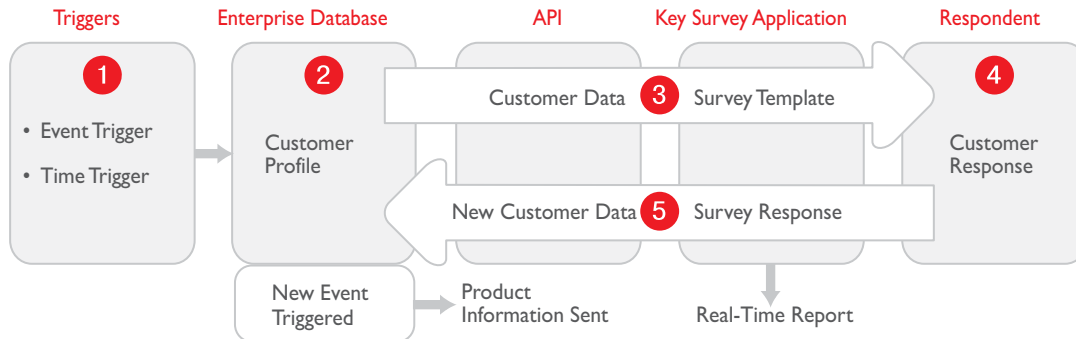 Triggers
Enterprise Database
API
Key Survey Application
Respondent
1
2
3
4
5
• Event Trigger
• Time Trigger
Customer
Profile
Customer Data
Survey Template
Customer
Response
New Customer Data
Survey Response
New Event
Triggered
Product
Information Sent
Real-Time Report